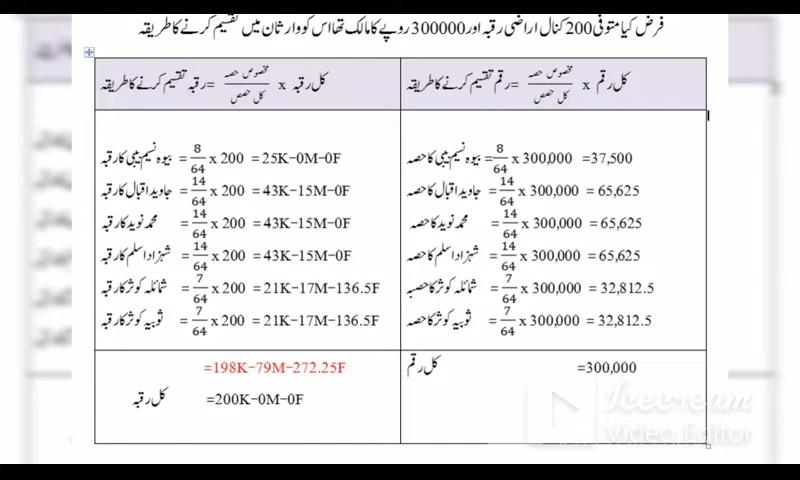 فرض کیا متوفی 200 کنال اراضی رقبہ اور 300000 روپے کا مالک تھا اس کو وارثان میں تقسیم کرنے کا طریقہ
رقبہ تقسیم کرنے کا طریقہ = مخصوص حصہ / کل حصص x کل رقبہ
بیوہ نسیم بی بی کا رقبہ = 8/64 x 200 = 25K-0M-0F
جاوید اقبال کا رقبہ 14/64 x 200 = 43K-15M-0F
محمد نوید کا رقبہ 14/64 x 200 = 43K-15M-0F
شہزاد اسلم کا رقبہ 14/64 x 200 = 43K-15M-0F
شمائلہ کوثر کا رقبہ 7/64 x 200 = 21K-17M-136.5F
ثوبیہ کوثر کا رقبہ 7/64 x 200 = 21K-17M-136.5F
=198K-79M-272.25F
کل رقبہ =200K-0M-0F
رقم تقسیم کرنے کا طریقہ = مخصوص حصہ / کل حصص x کل رقم
بیوہ نسیم بی بی کا حصہ = 8/64 x 300,000 =37,500
جاوید اقبال کا حصہ = 14/64 x 300,000 = 65,625
محمد نوید کا حصہ = 14/64 x 300,000 = 65,625
شہزاد اسلم کا حصہ = 14/64 x 300,000 = 65,625
شمائلہ کوثر کا حصہ = 7/64 x 300,000 = 32,812.5
ثوبیہ کوثر کا حصہ = 7/64 x 300,000 = 32,812.5
کل رقم =300,000
Icecream
Video Editor